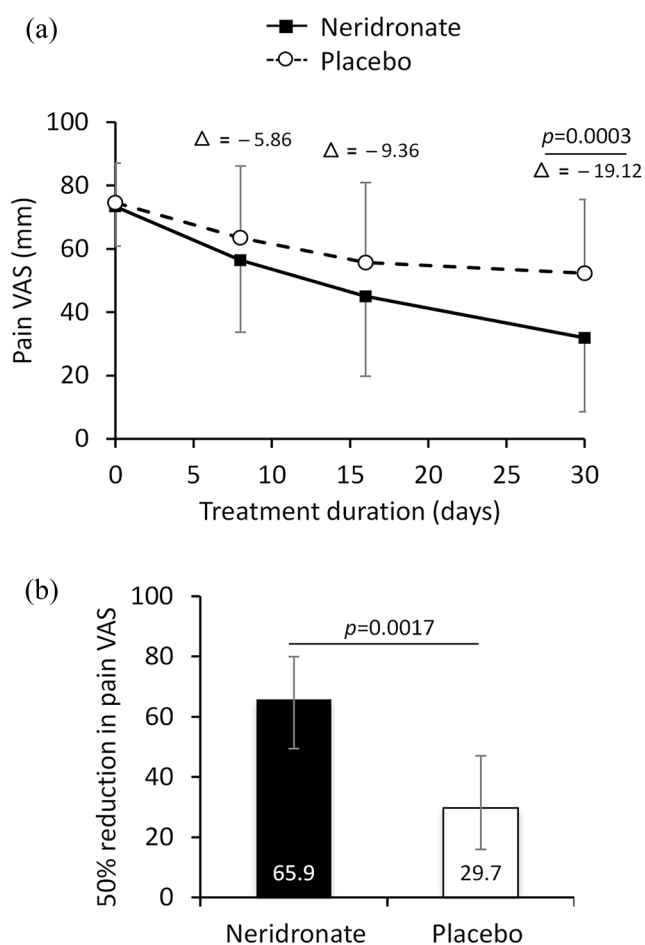 (a)
Neridronate
Placebo
Pain VAS (mm)
100
80
60
40
20
0
Δ = −5.86
Δ = −9.36
p=0.0003
Δ = −19.12
0 5 10 15 20 25 30
Treatment duration (days)
(b)
50% reduction in pain VAS
100
80
60
40
20
0
p=0.0017
65.9
29.7
Neridronate Placebo